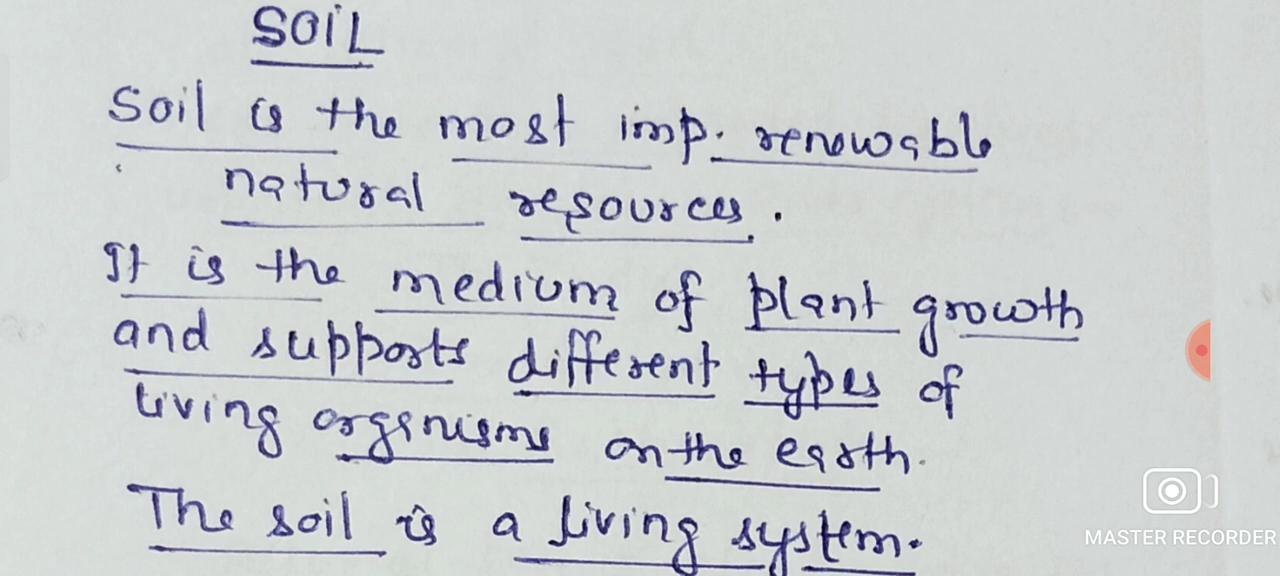 SOIL
Soil is the most imp. renewable
natural resources.
It is the medium of plant growth
and supports different types of
living organisms on the earth.
The soil is a living system.
MASTER RECORDER